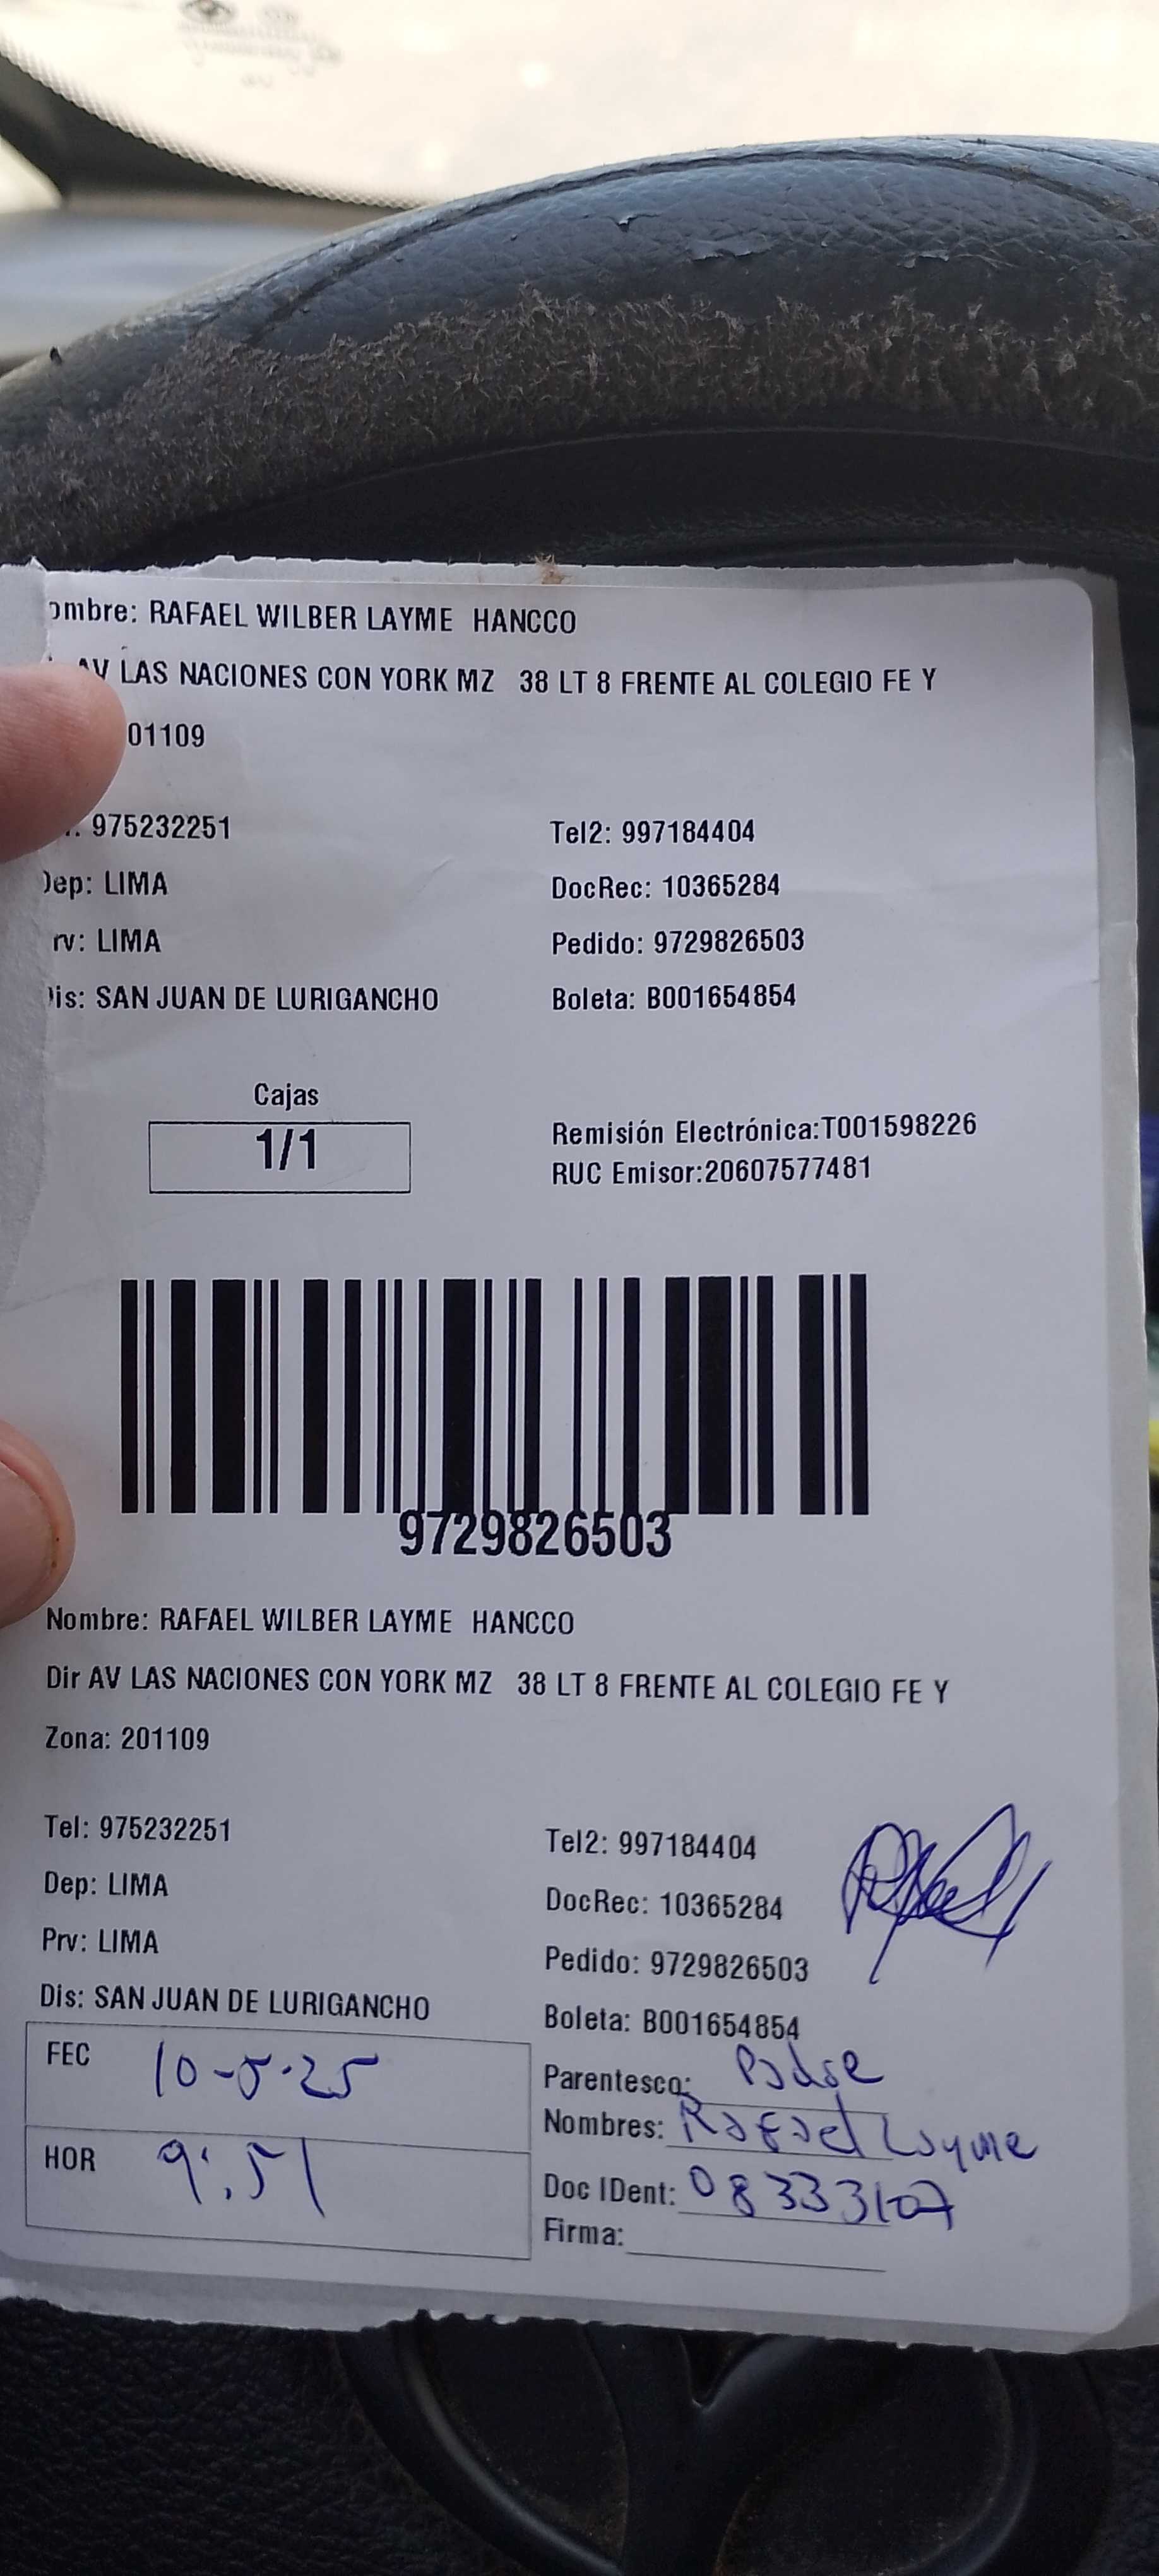 ombre: RAFAEL WILBER LAYME HANCCO
AV LAS NACIONES CON YORK MZ 38 LT 8 FRENTE AL COLEGIO FE Y
01109
975232251 Tel2: 997184404
Dep: LIMA DocRec: 10365284
rv: LIMA Pedido: 9729826503
Dis: SAN JUAN DE LURIGANCHO Boleta: B001654854
Cajas
1/1
Remisión Electrónica:T001598226
RUC Emisor:20607577481
9729826503
Nombre: RAFAEL WILBER LAYME HANCCO
Dir AV LAS NACIONES CON YORK MZ 38 LT 8 FRENTE AL COLEGIO FE Y
Zona: 201109
Tel: 975232251 Tel2: 997184404
Dep: LIMA DocRec: 10365284
Prv: LIMA Pedido: 9729826503
Dis: SAN JUAN DE LURIGANCHO Boleta: B001654854
FEC 10-5-25
Parentesco: Padre
Nombres: Rafael Layme
HOR 9:51
Doc IDent: 08333107
Firma: